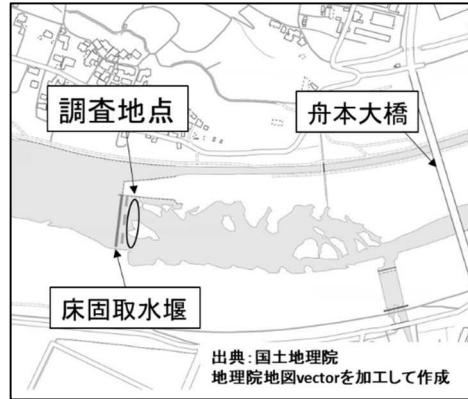 調査地点
舟本大橋
床固取水堰
出典：国土地理院
地理院地図vectorを加工して作成